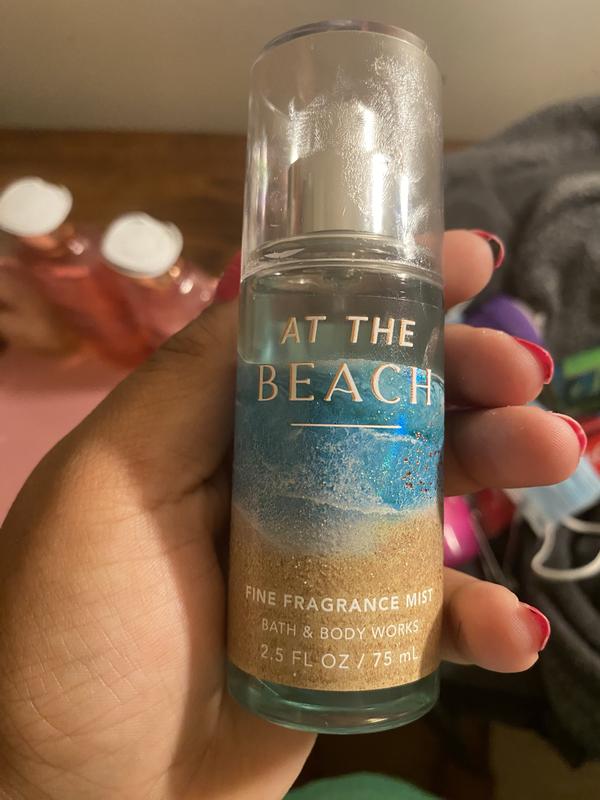 AT THE
BEACH
FINE FRAGRANCE MIST
BATH & BODY WORKS
2.5 FL OZ / 75 mL